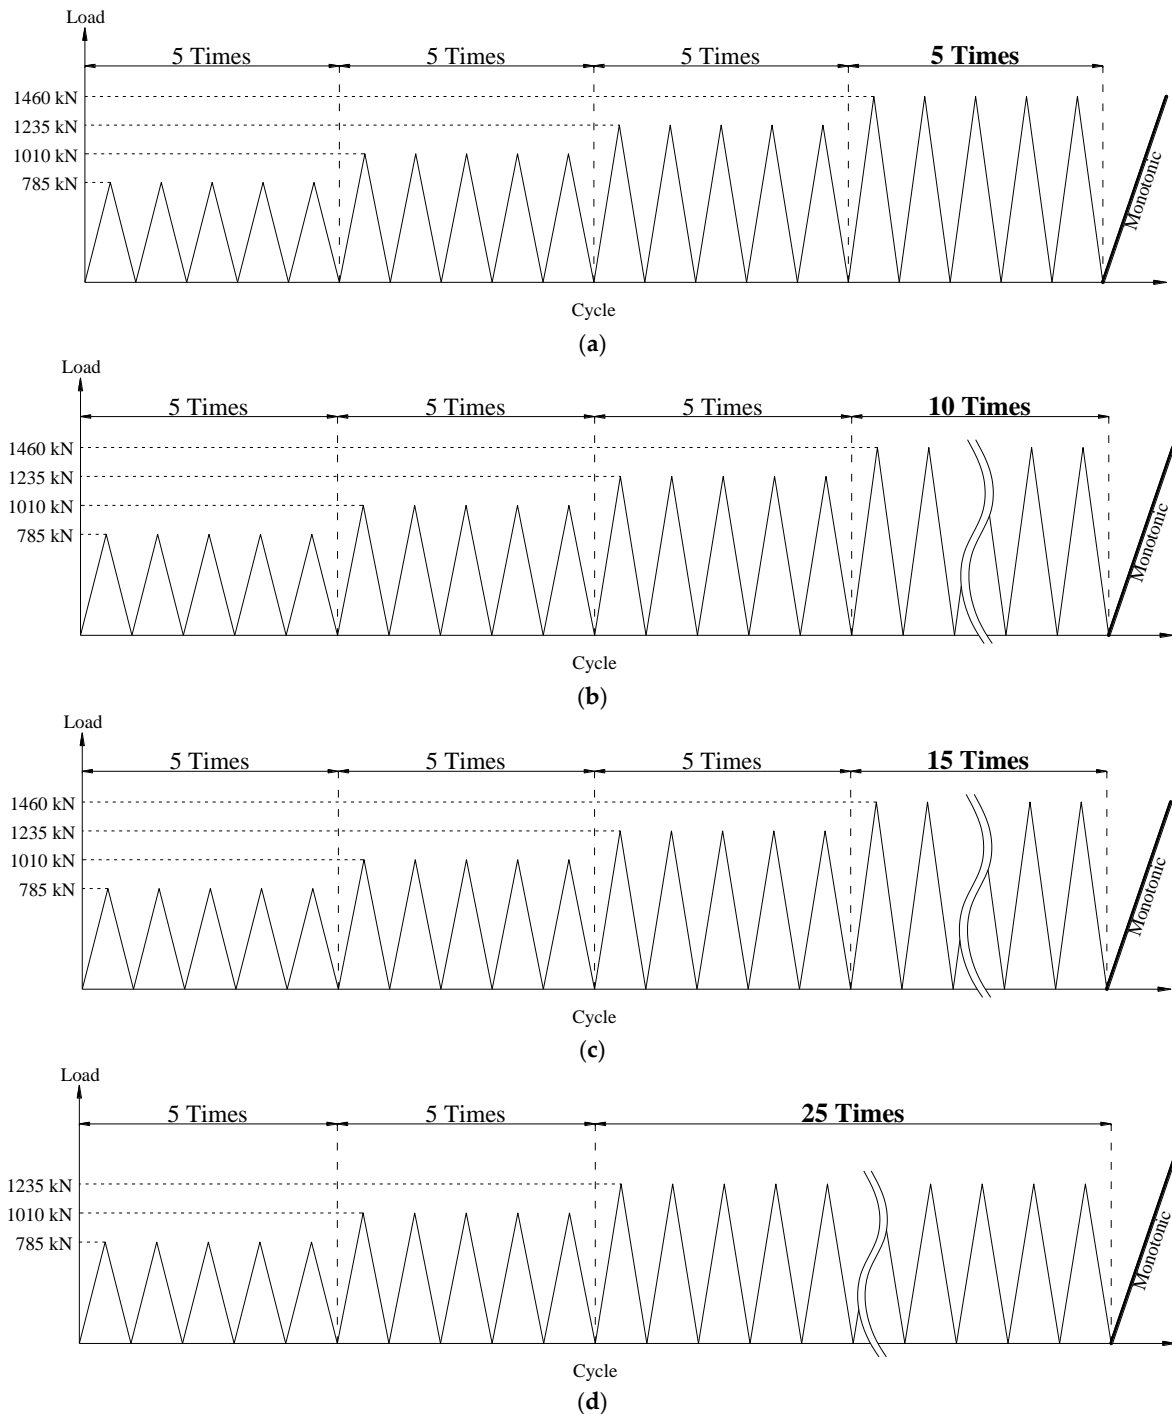 Load
5 Times 5 Times 5 Times 5 Times
1460 kN
1235 kN
1010 kN
785 kN
Monotonic
Cycle
(a)
Load
5 Times 5 Times 5 Times 10 Times
1460 kN
1235 kN
1010 kN
785 kN
Monotonic
Cycle
(b)
Load
5 Times 5 Times 5 Times 15 Times
1460 kN
1235 kN
1010 kN
785 kN
Monotonic
Cycle
(c)
Load
5 Times 5 Times 25 Times
1235 kN
1010 kN
785 kN
Monotonic
Cycle
(d)